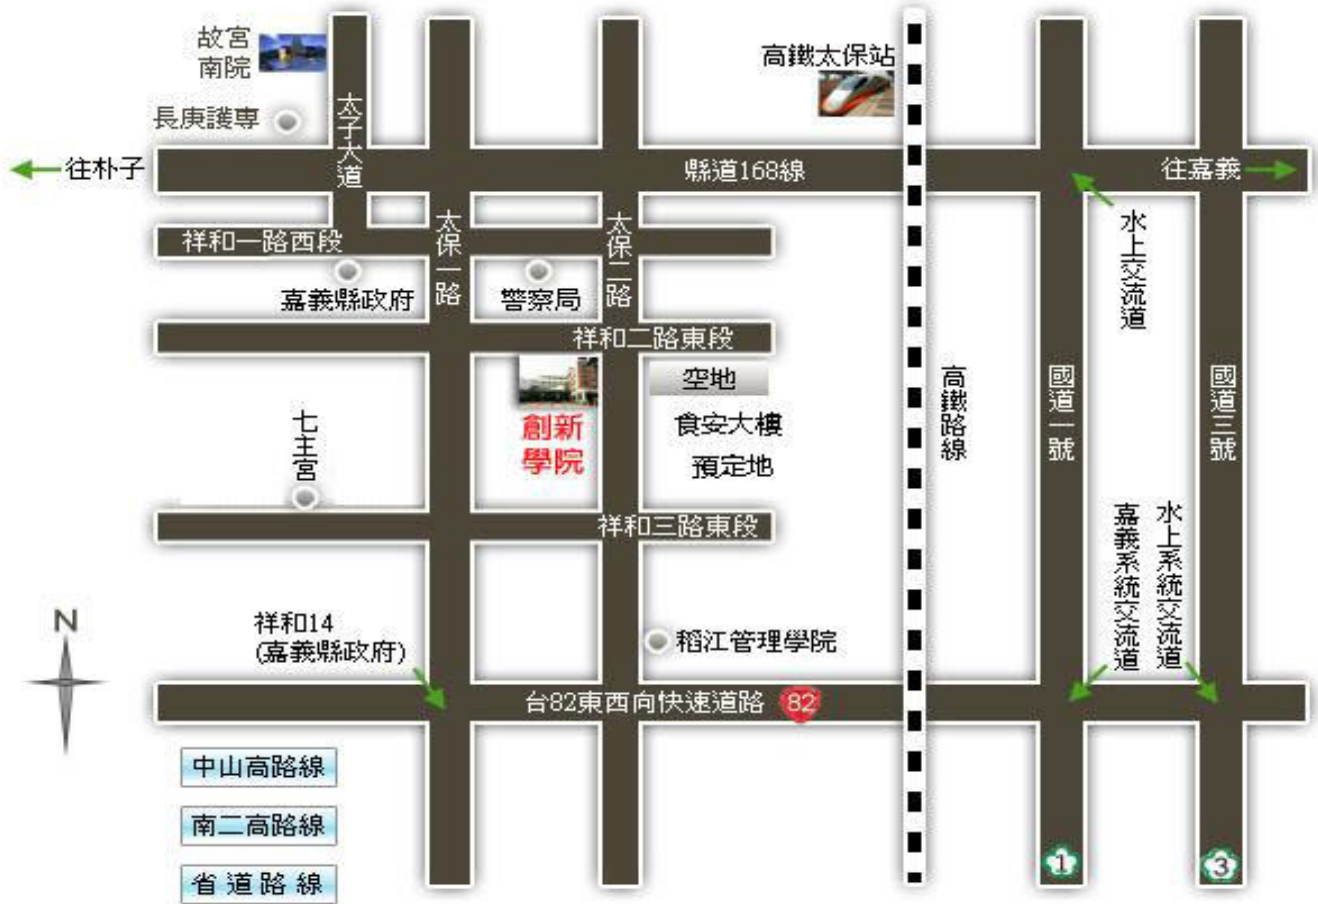 故宮
南院
高鐵太保站
長庚護專
太子大道
往朴子
縣道168線
往嘉義
水上交流道
祥和一路西段
太保一路
太保二路
嘉義縣政府
警察局
祥和二路東段
空地
創新
學院
食安大樓
預定地
七主宮
高鐵路線
國道一號
國道三號
祥和三路東段
嘉義系統交流道
水上系統交流道
N
祥和14
(嘉義縣政府)
稻江管理學院
台82東西向快速道路
82
中山高路線
南二高路線
省道路線
1
3